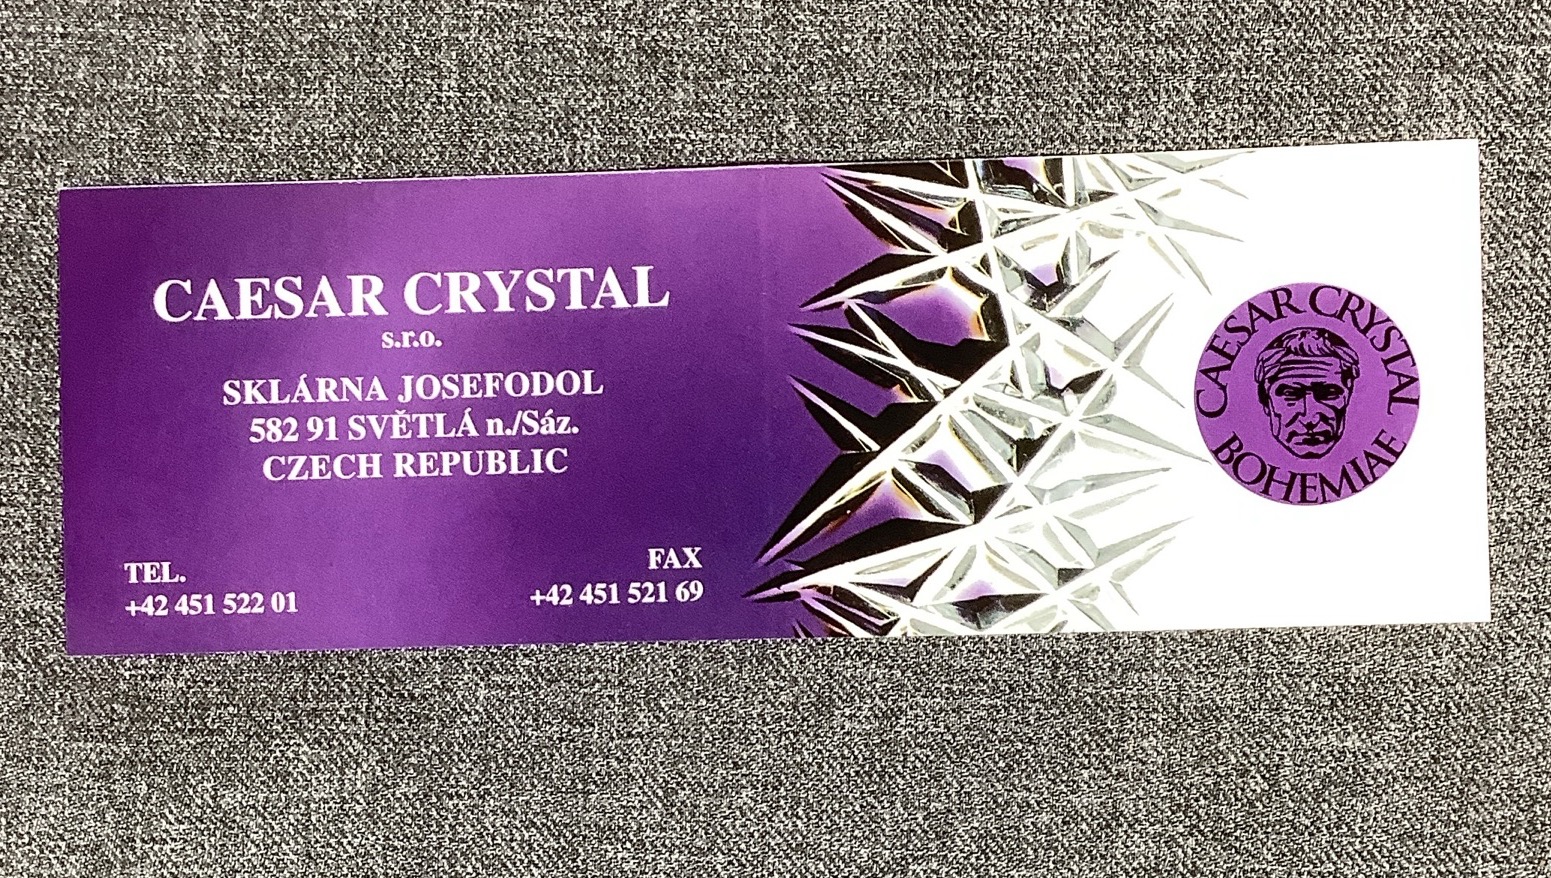 CAESAR CRYSTAL
s.r.o.
SKLÁRNA JOSEFODOL
582 91 SVĚTLÁ n./Sáz.
CZECH REPUBLIC
TEL.
+42 451 522 01
FAX
+42 451 521 69
CAESAR CRYSTAL
BOHEMIAE